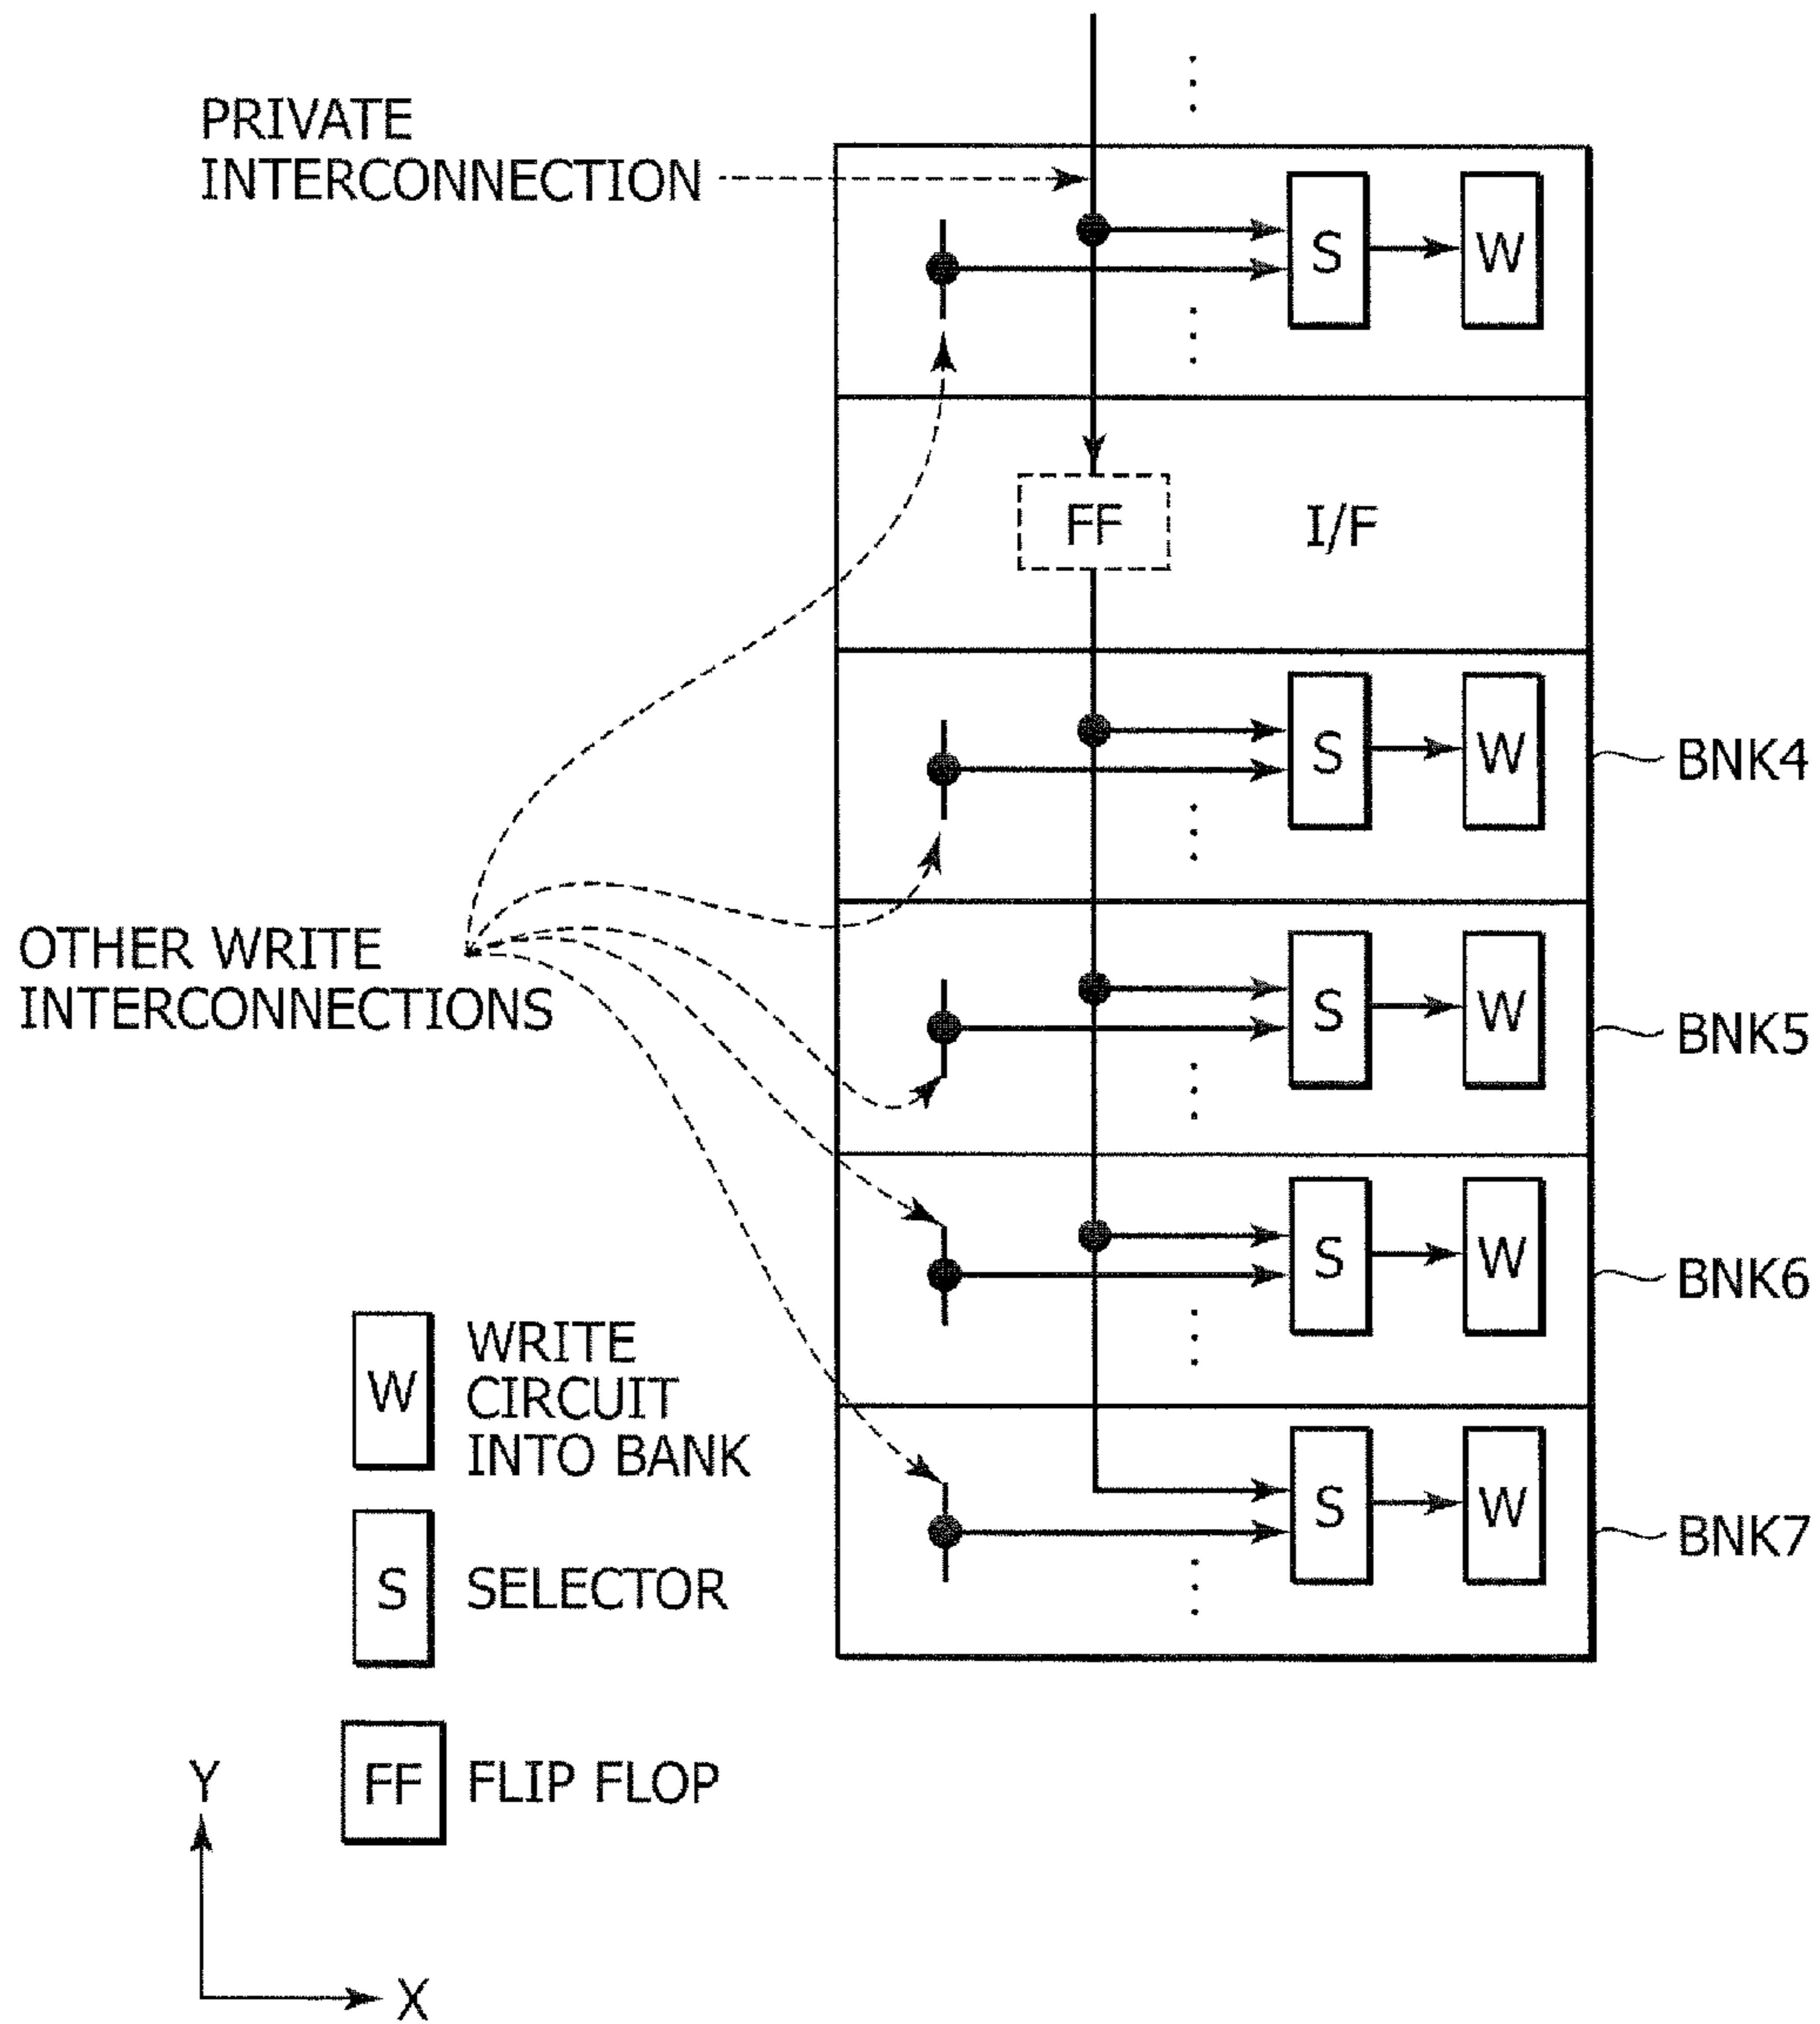 PRIVATE
INTERCONNECTION
S
W
FF
I/F
S
W
BNK4
OTHER WRITE
INTERCONNECTIONS
S
W
BNK5
S
W
BNK6
W
WRITE
CIRCUIT
INTO BANK
S
W
BNK7
S
SELECTOR
FF
FLIP FLOP
Y
X